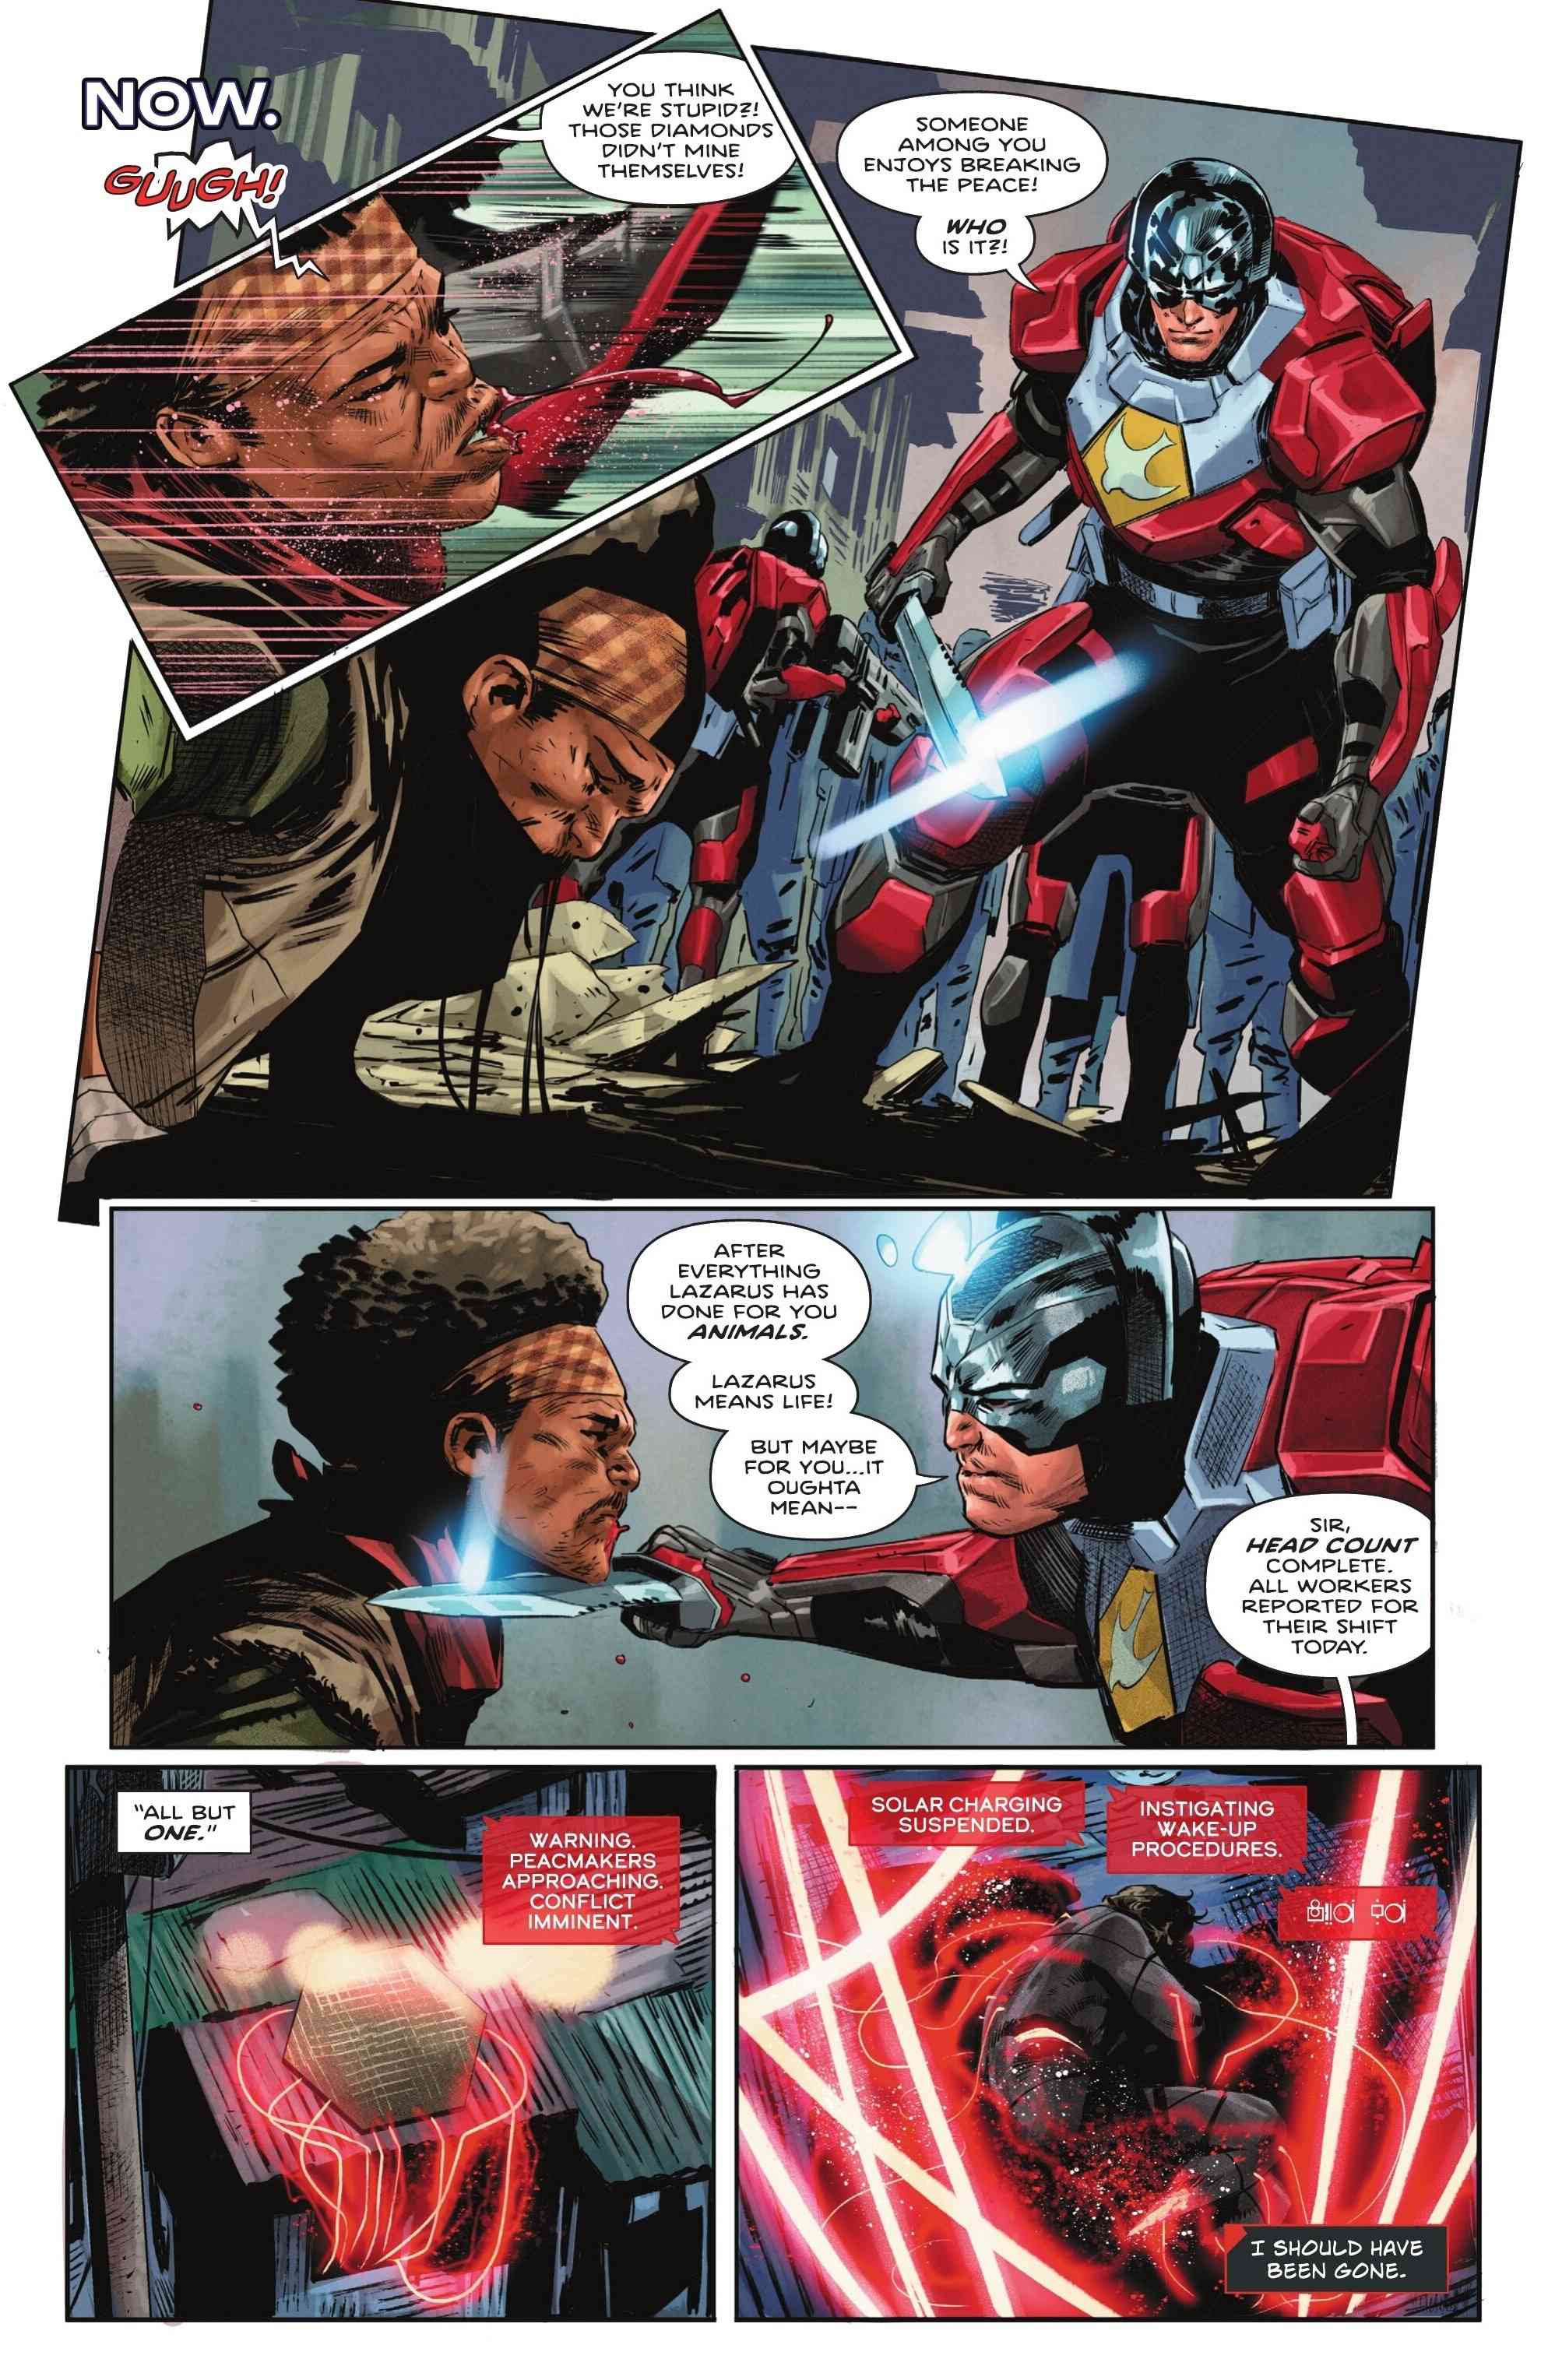 NOW.
GUUGH!
YOU THINK
WE'RE STUPID?!
THOSE DIAMONDS
DIDN'T MINE
THEMSELVES!
SOMEONE
AMONG YOU
ENJOYS BREAKING
THE PEACE!
WHO
IS IT?!
AFTER
EVERYTHING
LAZARUS HAS
DONE FOR YOU
ANIMALS.
LAZARUS
MEANS LIFE!
BUT MAYBE
FOR YOU...IT
OUGHTA
MEAN--
SIR,
HEAD COUNT
COMPLETE.
ALL WORKERS
REPORTED FOR
THEIR SHIFT
TODAY.
"ALL BUT
ONE."
WARNING.
PEACMAKERS
APPROACHING.
CONFLICT
IMMINENT.
SOLAR CHARGING
SUSPENDED.
INSTIGATING
WAKE-UP
PROCEDURES.
I SHOULD HAVE
BEEN GONE.